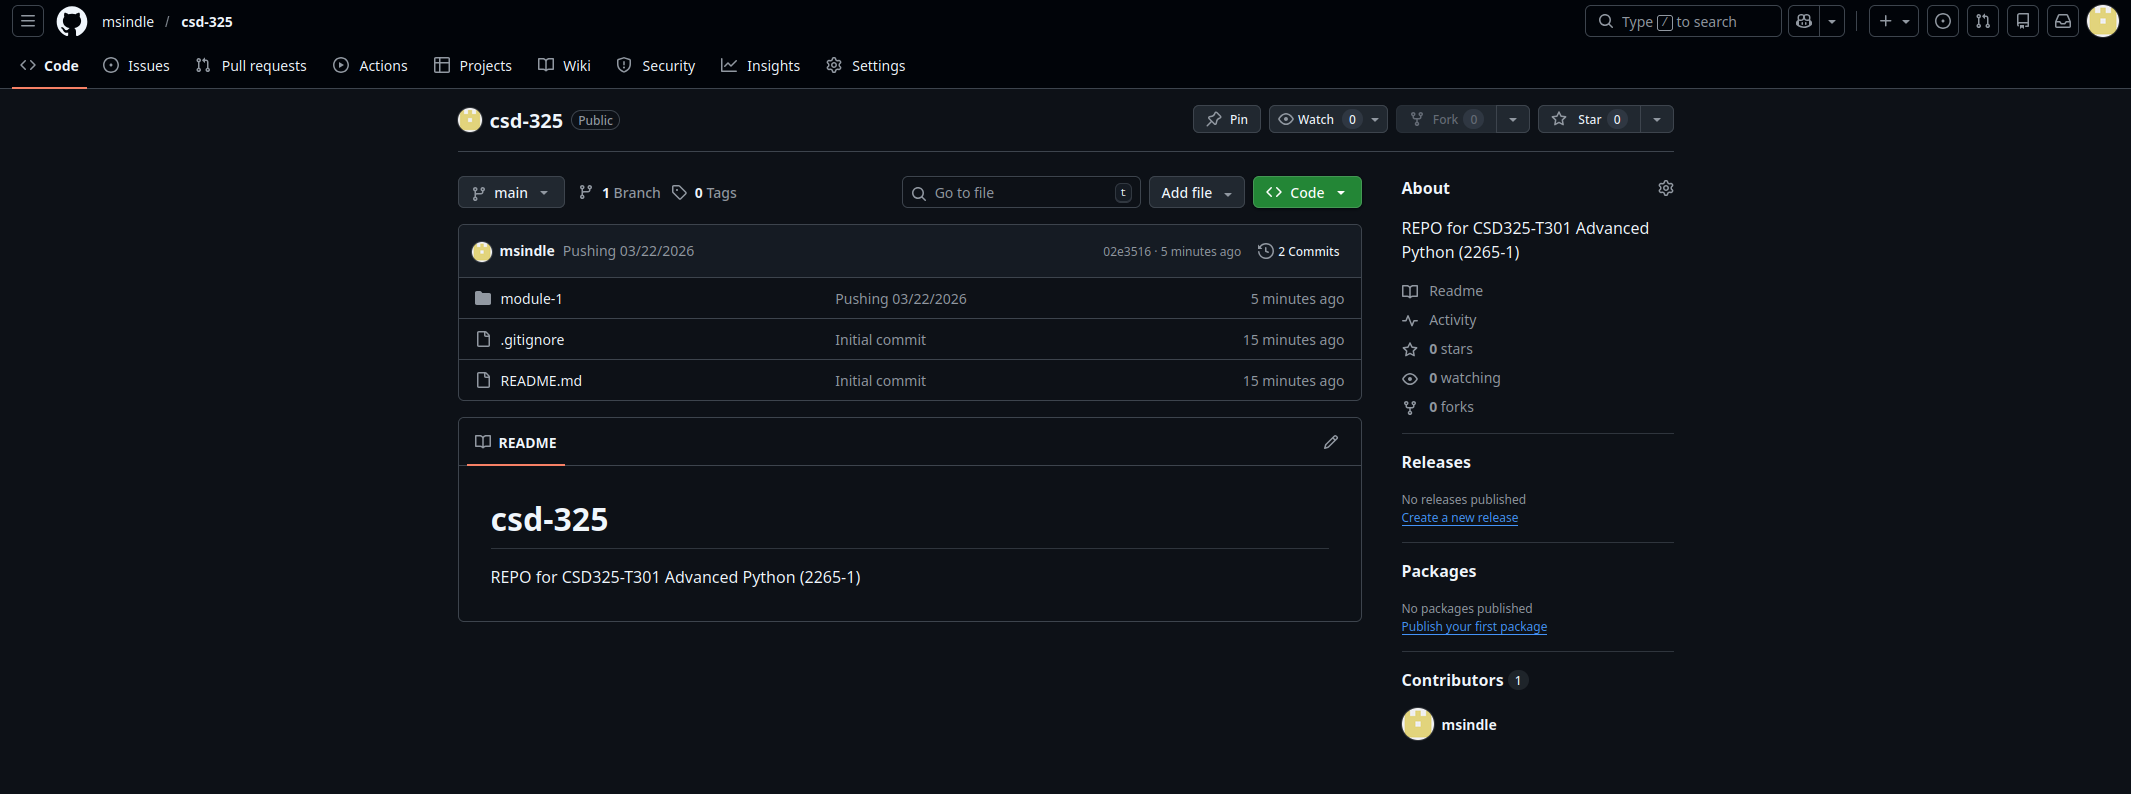 msindle / csd-325
Type / to search
Code Issues Pull requests Actions Projects Wiki Security Insights Settings
csd-325 Public
Pin Watch 0 Fork 0 Star 0
main 1 Branch 0 Tags Go to file t Add file Code
msindle Pushing 03/22/2026 02e3516 · 5 minutes ago 2 Commits
module-1 Pushing 03/22/2026 5 minutes ago
.gitignore Initial commit 15 minutes ago
README.md Initial commit 15 minutes ago
README
csd-325
REPO for CSD325-T301 Advanced Python (2265-1)
About
REPO for CSD325-T301 Advanced
Python (2265-1)
Readme
Activity
0 stars
0 watching
0 forks
Releases
No releases published
Create a new release
Packages
No packages published
Publish your first package
Contributors 1
msindle